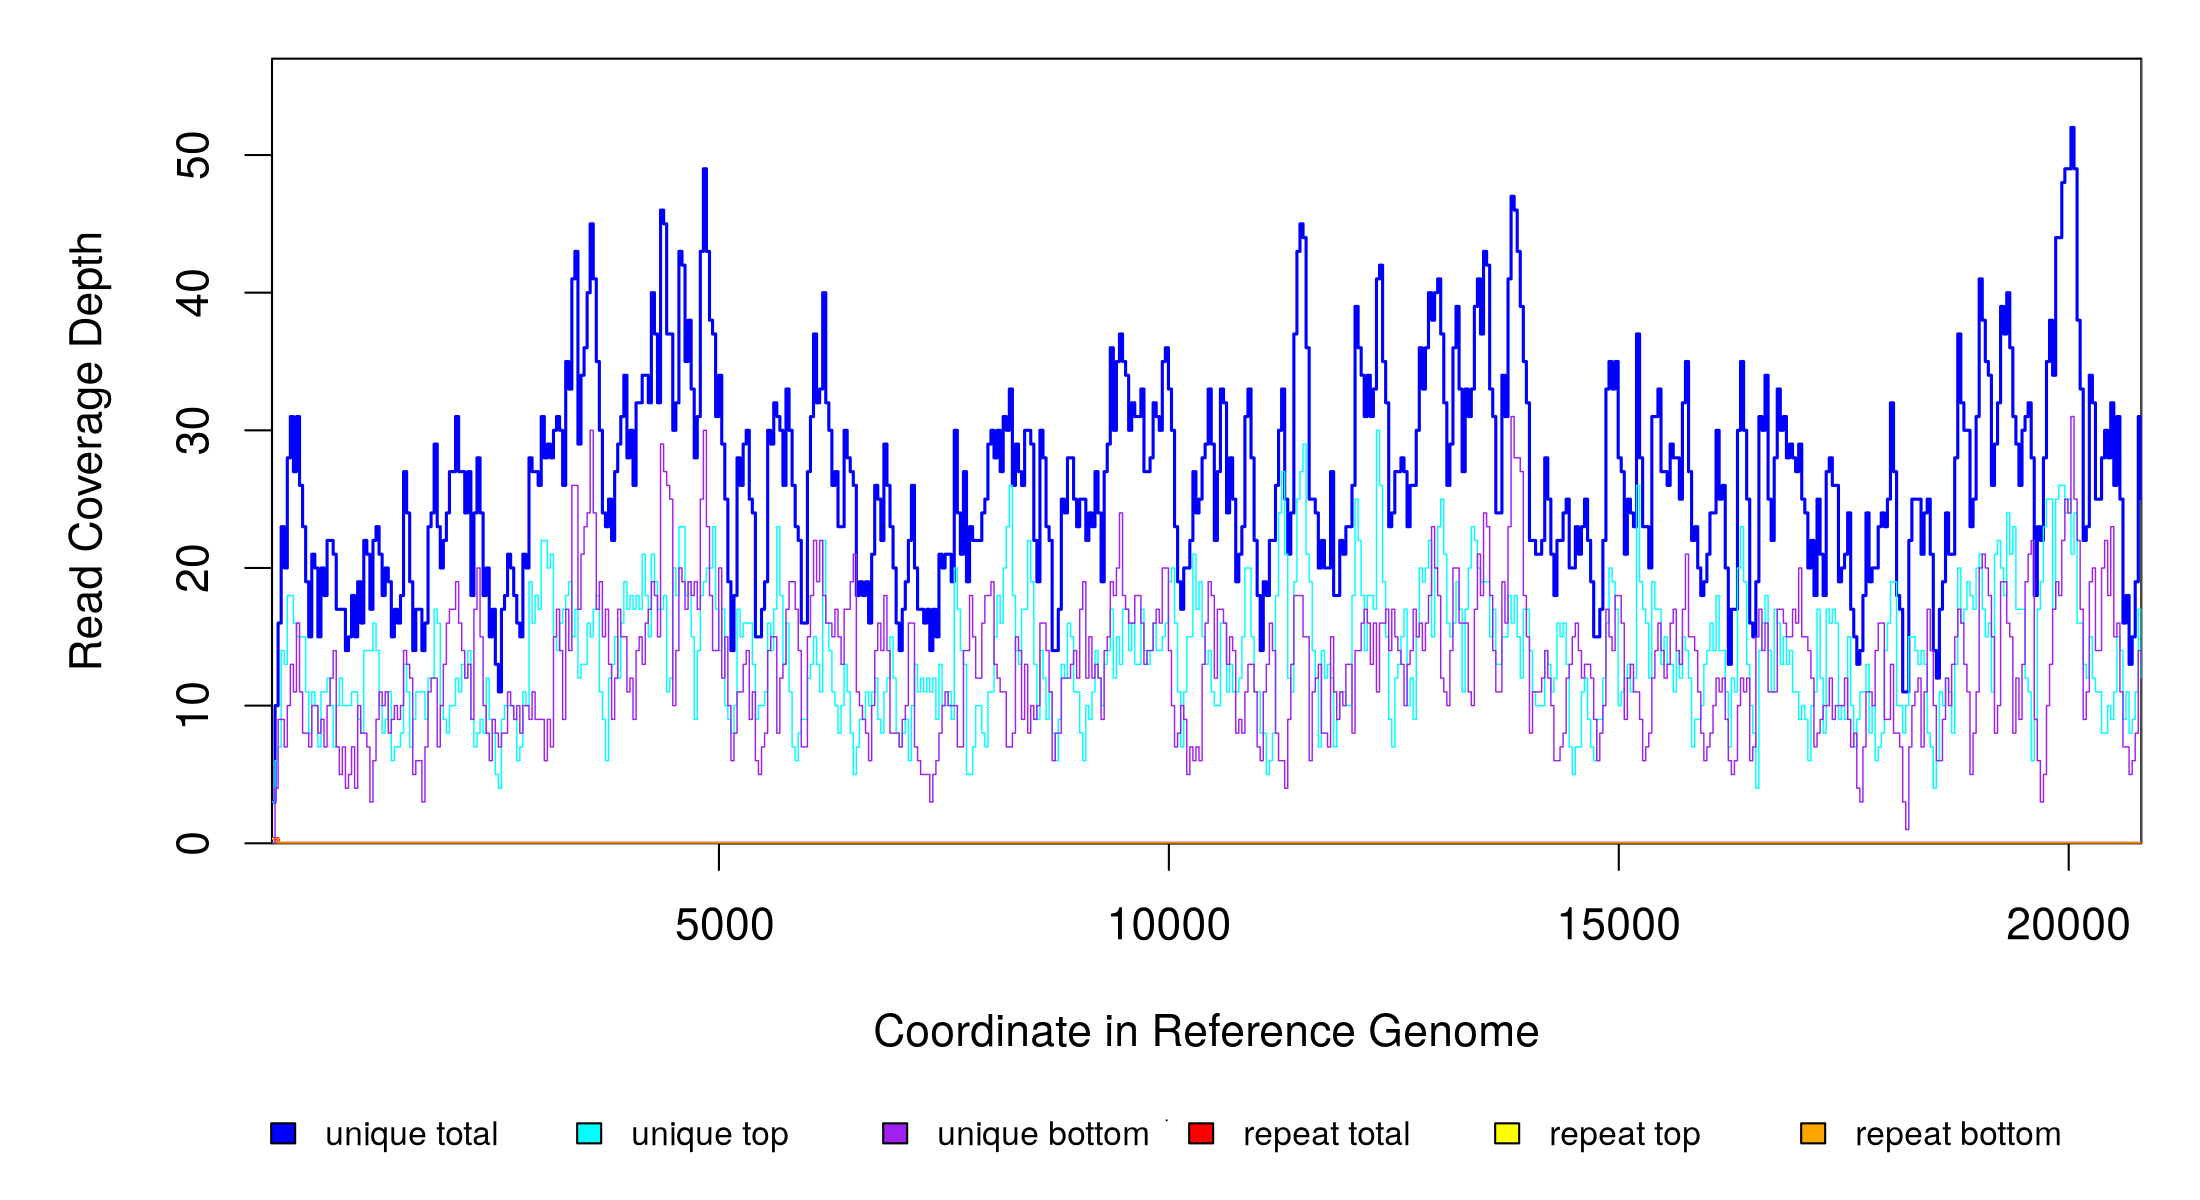 Read Coverage Depth
50
40
30
20
10
0
5000 10000 15000 20000
Coordinate in Reference Genome
unique total unique top unique bottom repeat total repeat top repeat bottom